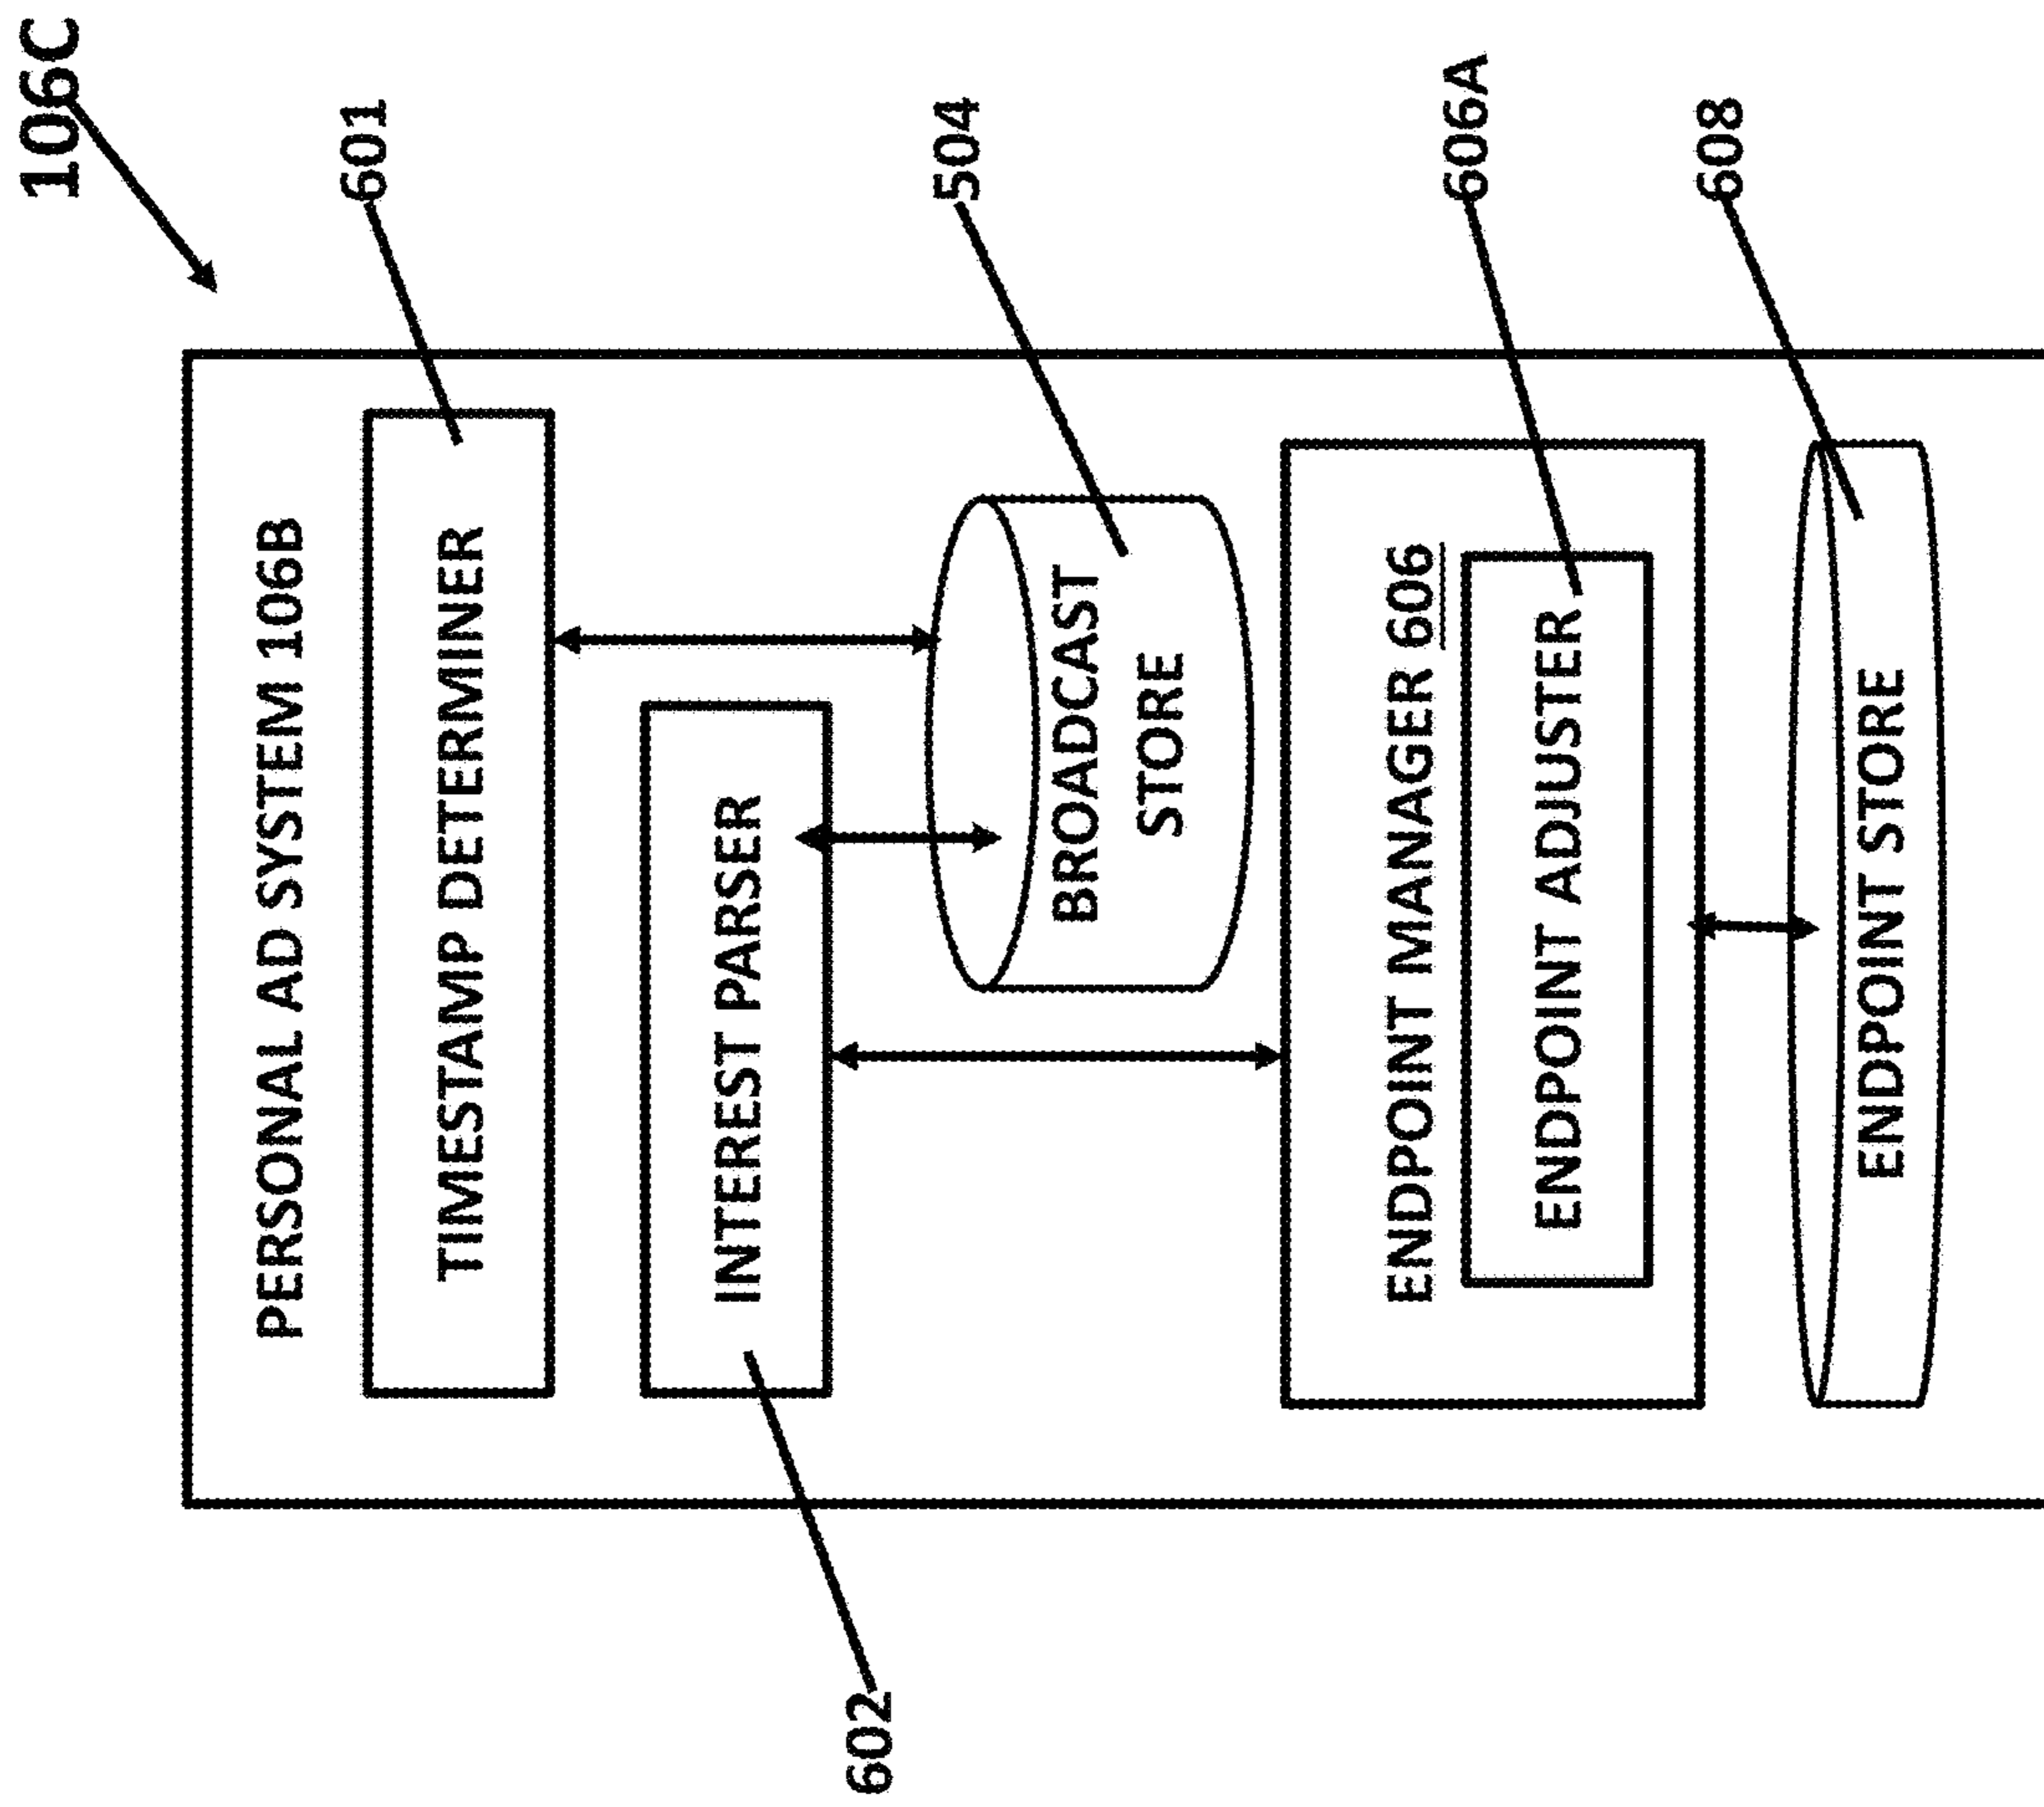 106C
PERSONAL AD SYSTEM 106B
601
TIMESTAMP DETERMINER
INTEREST PARSER
602
504
BROADCAST
STORE
ENDPOINT MANAGER 606
606A
ENDPOINT ADJUSTER
608
ENDPOINT STORE